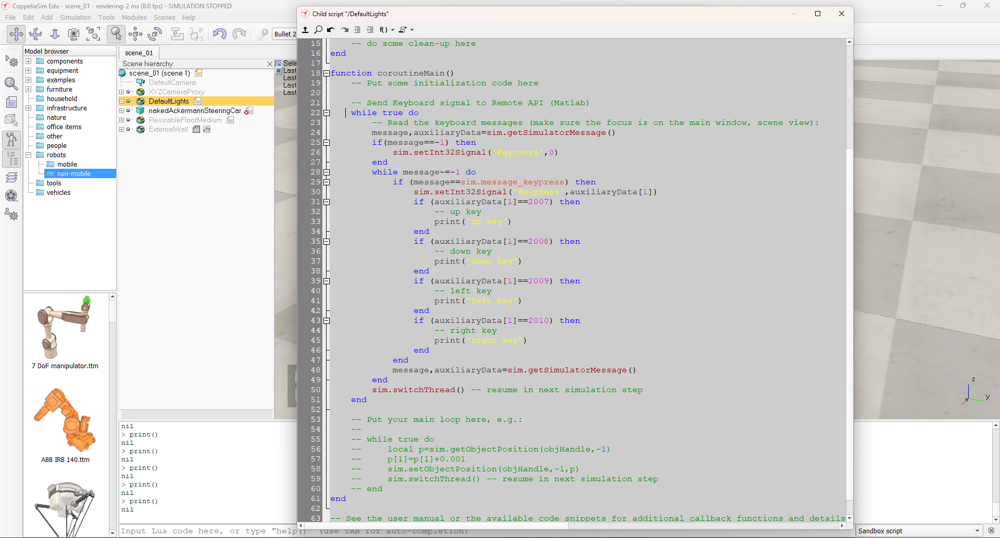 CoppeliaSim Edu - scene_01 - rendering: 2 ms (8.0 fps) - SIMULATION STOPPED
File Edit Add Simulation Tools Modules Scenes Help
Bullet 2
Model browser
components
equipment
examples
furniture
household
infrastructure
nature
office items
other
people
robots
mobile
non-mobile
tools
vehicles
7 DoF manipulator.ttm
ABB IRB 140.ttm
scene_01
Scene hierarchy
scene_01 (scene 1)
DefaultCamera
XYZCameraProxy
DefaultLights
nakedAckermannSteeringCar
ResizableFloorMedium
ExternalWall
Sele
Last
Last
Last
Last
nil
> print()
nil
> print()
nil
> print()
nil
> print()
nil
> print()
nil
Input Lua code here, or type "help()" (use TAB for auto-completion)
Sandbox script
Child script "/DefaultLights"
f()
15 -- do some clean-up here
16 end
17
18 function coroutineMain()
19 -- Put some initialization code here
20
21 -- Send Keyboard signal to Remote API (Matlab)
22 while true do
23 -- Read the keyboard messages (make sure the focus is on the main window, scene view):
24 message,auxiliaryData=sim.getSimulatorMessage()
25 if(message==-1) then
26 sim.setInt32Signal('Keypress',0)
27 end
28 while message~=-1 do
29 if (message==sim.message_keypress) then
30 sim.setInt32Signal('Keypress',auxiliaryData[1])
31 if (auxiliaryData[1]==2007) then
32 -- up key
33 print("up key")
34 end
35 if (auxiliaryData[1]==2008) then
36 -- down key
37 print("down key")
38 end
39 if (auxiliaryData[1]==2009) then
40 -- left key
41 print("left key")
42 end
43 if (auxiliaryData[1]==2010) then
44 -- right key
45 print("right key")
46 end
47 end
48 message,auxiliaryData=sim.getSimulatorMessage()
49 end
50 sim.switchThread() -- resume in next simulation step
51 end
52
53 -- Put your main loop here, e.g.:
54 --
55 -- while true do
56 -- local p=sim.getObjectPosition(objHandle,-1)
57 -- p[1]=p[1]+0.001
58 -- sim.setObjectPosition(objHandle,-1,p)
59 -- sim.switchThread() -- resume in next simulation step
60 -- end
61 end
62
63 -- See the user manual or the available code snippets for additional callback functions and details
z
x y